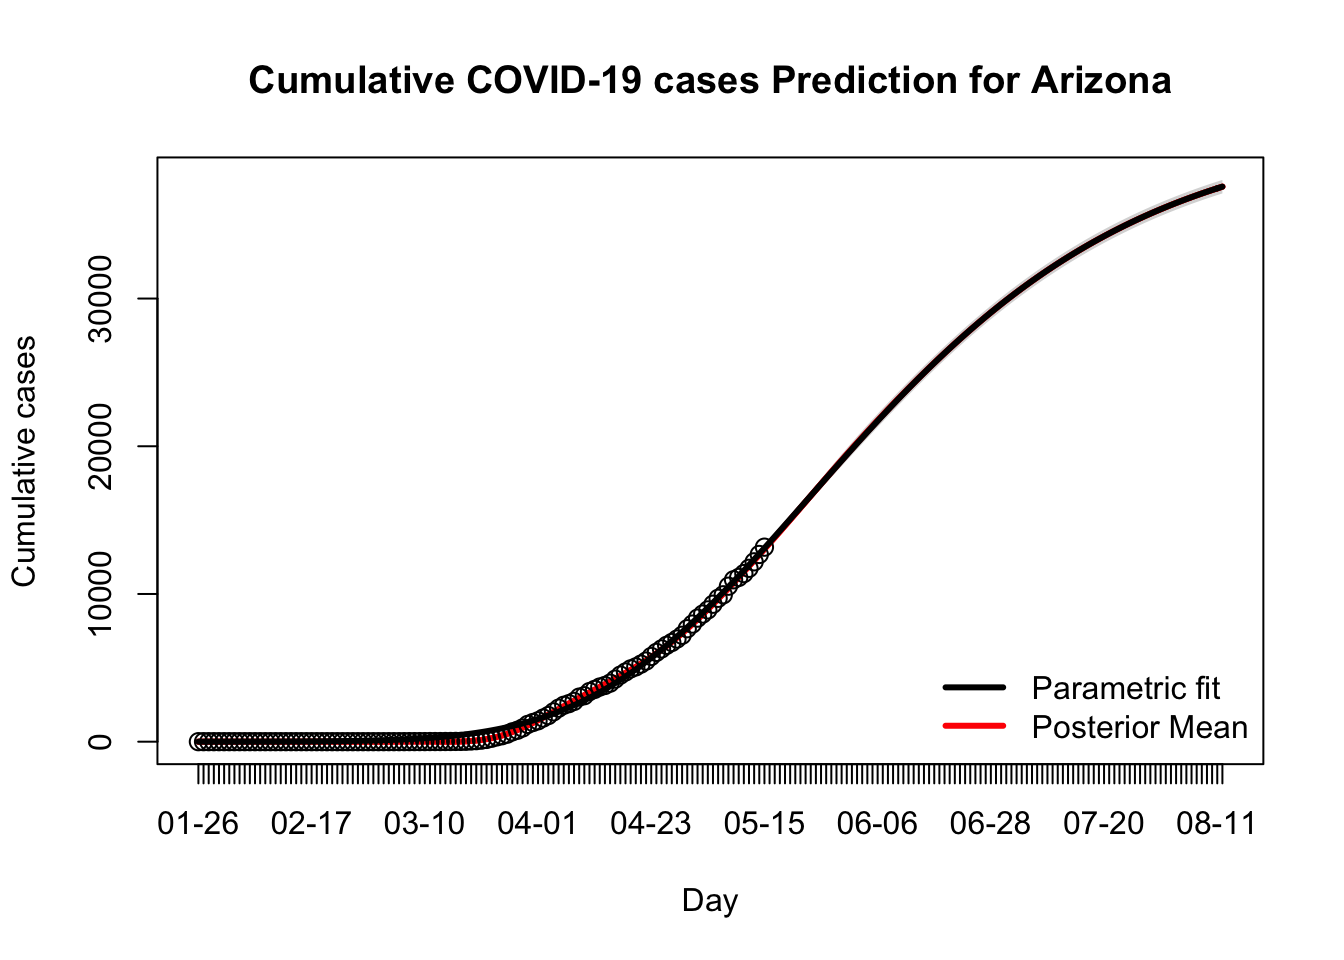 Cumulative COVID-19 cases Prediction for Arizona
Cumulative cases
30000
20000
10000
0
Parametric fit
Posterior Mean
01-26 02-17 03-10 04-01 04-23 05-15 06-06 06-28 07-20 08-11
Day